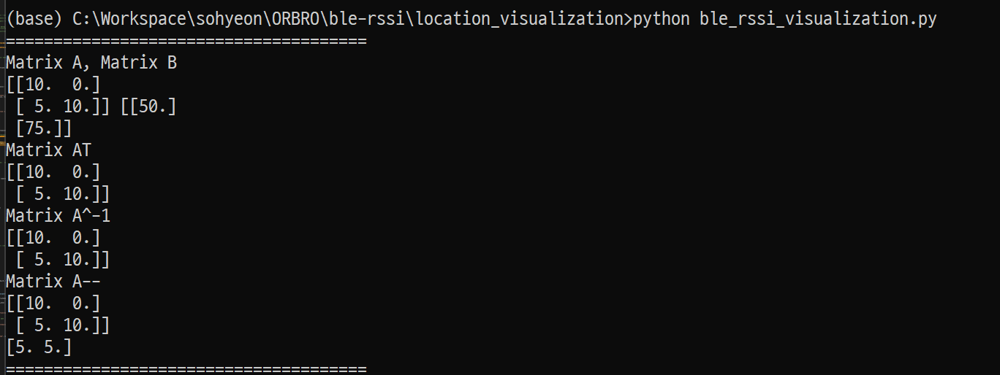 (base) C:\Workspace\sohyeon\ORBRO\ble-rssi\location_visualization>python ble_rssi_visualization.py
======================================
Matrix A, Matrix B
[[10.  0.]
 [ 5. 10.]] [[50.]
 [75.]]
Matrix AT
[[10.  0.]
 [ 5. 10.]]
Matrix A^-1
[[10.  0.]
 [ 5. 10.]]
Matrix A--
[[10.  0.]
 [ 5. 10.]]
[5. 5.]
======================================